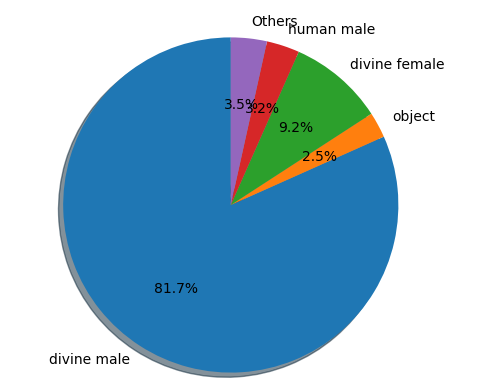 Others
human male
divine female
object
3.5%
3.2%
9.2%
2.5%
81.7%
divine male